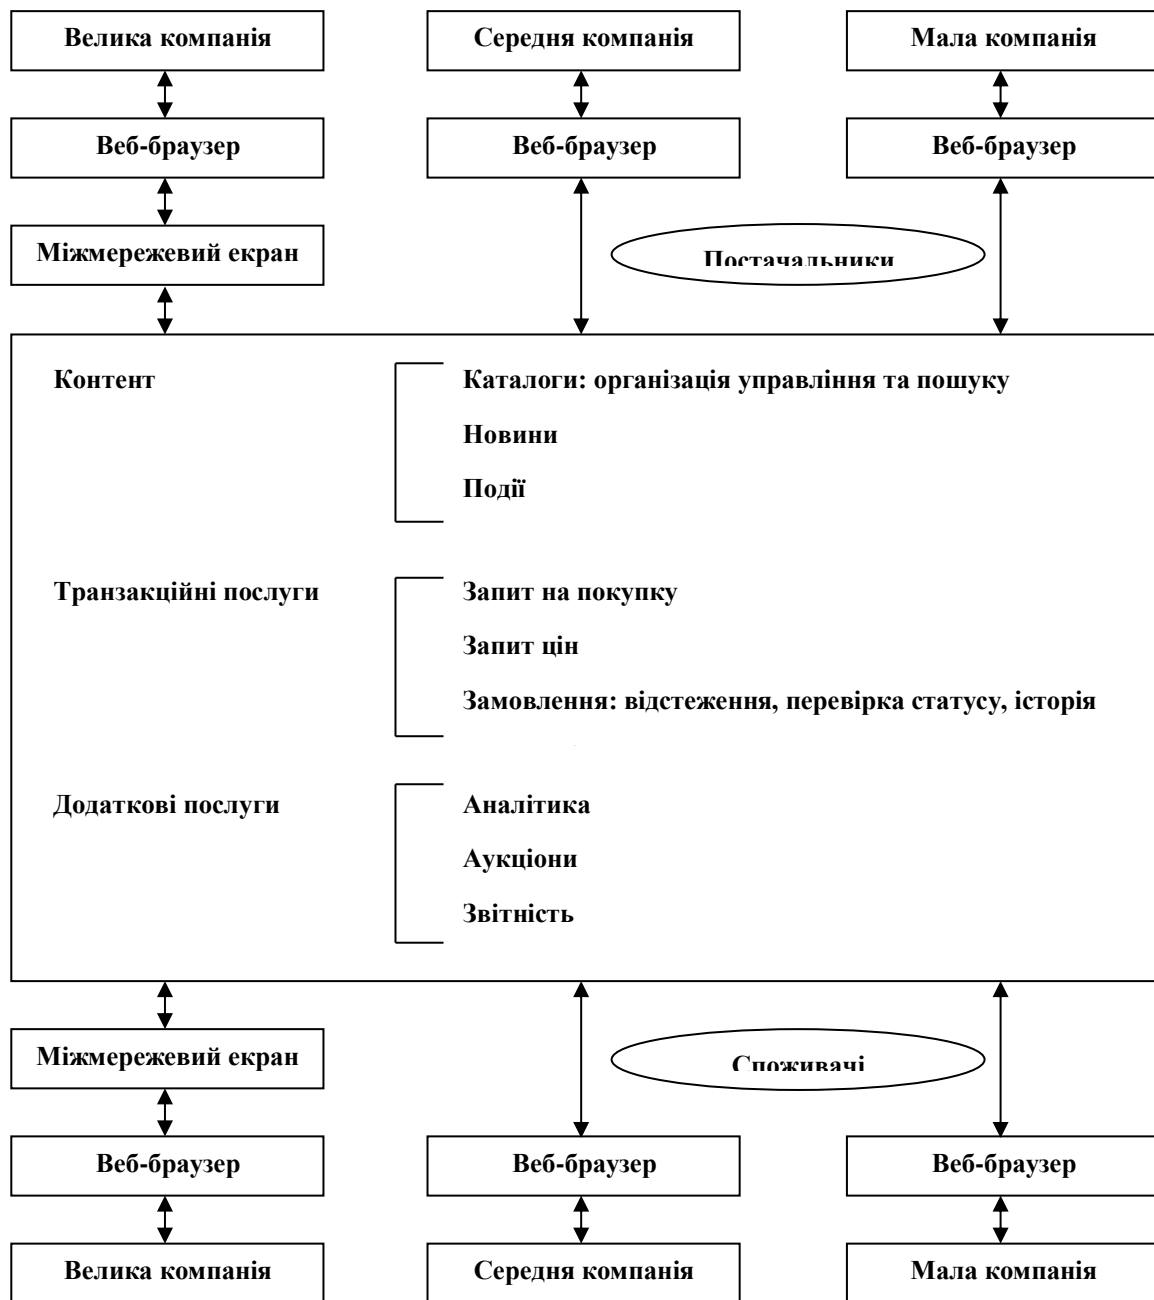 Велика компанія
Середня компанія
Мала компанія
Веб-браузер
Веб-браузер
Веб-браузер
Міжмережевий екран
Постачальники
Контент
Каталоги: організація управління та пошуку
Новини
Події
Транзакційні послуги
Запит на покупку
Запит цін
Замовлення: відстеження, перевірка статусу, історія
Додаткові послуги
Аналітика
Аукціони
Звітність
Міжмережевий екран
Споживачі
Веб-браузер
Веб-браузер
Веб-браузер
Велика компанія
Середня компанія
Мала компанія